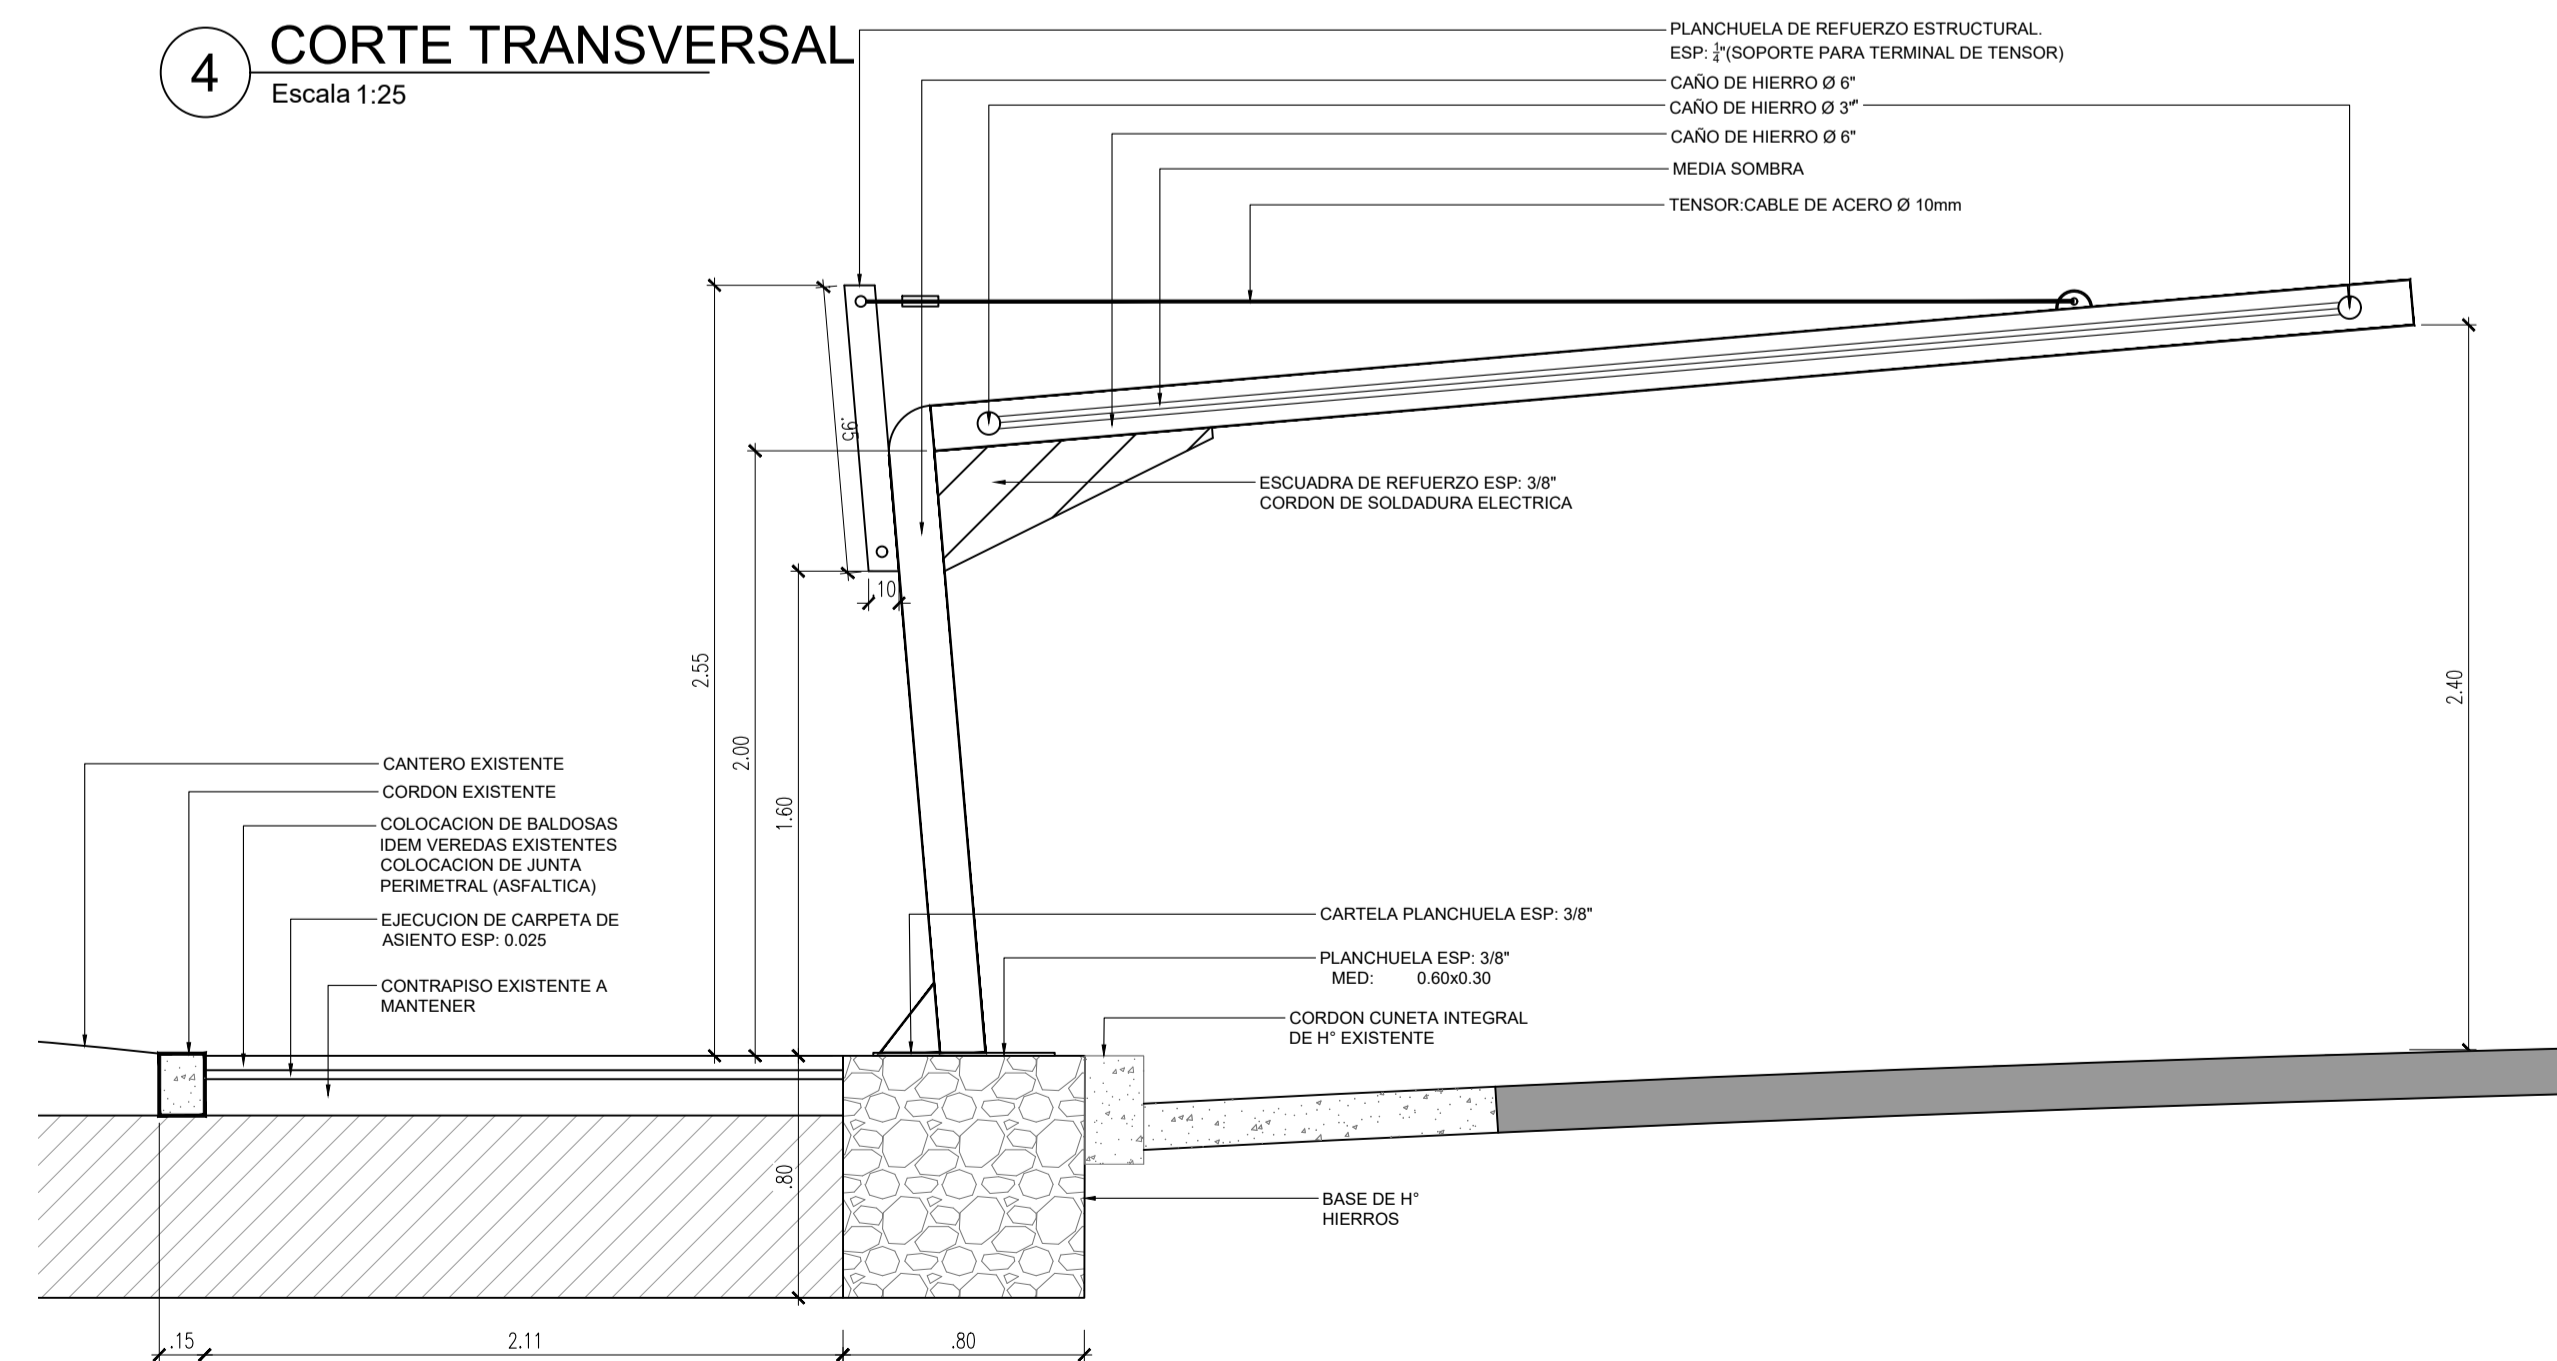 4
CORTE TRANSVERSAL
Escala 1:25
PLANCHUELA DE REFUERZO ESTRUCTURAL.
ESP: 1/4"(SOPORTE PARA TERMINAL DE TENSOR)
CAÑO DE HIERRO Ø 6"
CAÑO DE HIERRO Ø 3""
CAÑO DE HIERRO Ø 6"
MEDIA SOMBRA
TENSOR:CABLE DE ACERO Ø 10mm
.95
ESCUADRA DE REFUERZO ESP: 3/8"
CORDON DE SOLDADURA ELECTRICA
.10
2.55
2.00
1.60
2.40
CANTERO EXISTENTE
CORDON EXISTENTE
COLOCACION DE BALDOSAS
IDEM VEREDAS EXISTENTES
COLOCACION DE JUNTA
PERIMETRAL (ASFALTICA)
EJECUCION DE CARPETA DE
ASIENTO ESP: 0.025
CONTRAPISO EXISTENTE A
MANTENER
CARTELA PLANCHUELA ESP: 3/8"
PLANCHUELA ESP: 3/8"
MED: 0.60x0.30
CORDON CUNETA INTEGRAL
DE H° EXISTENTE
.80
BASE DE H°
HIERROS
.15
2.11
.80